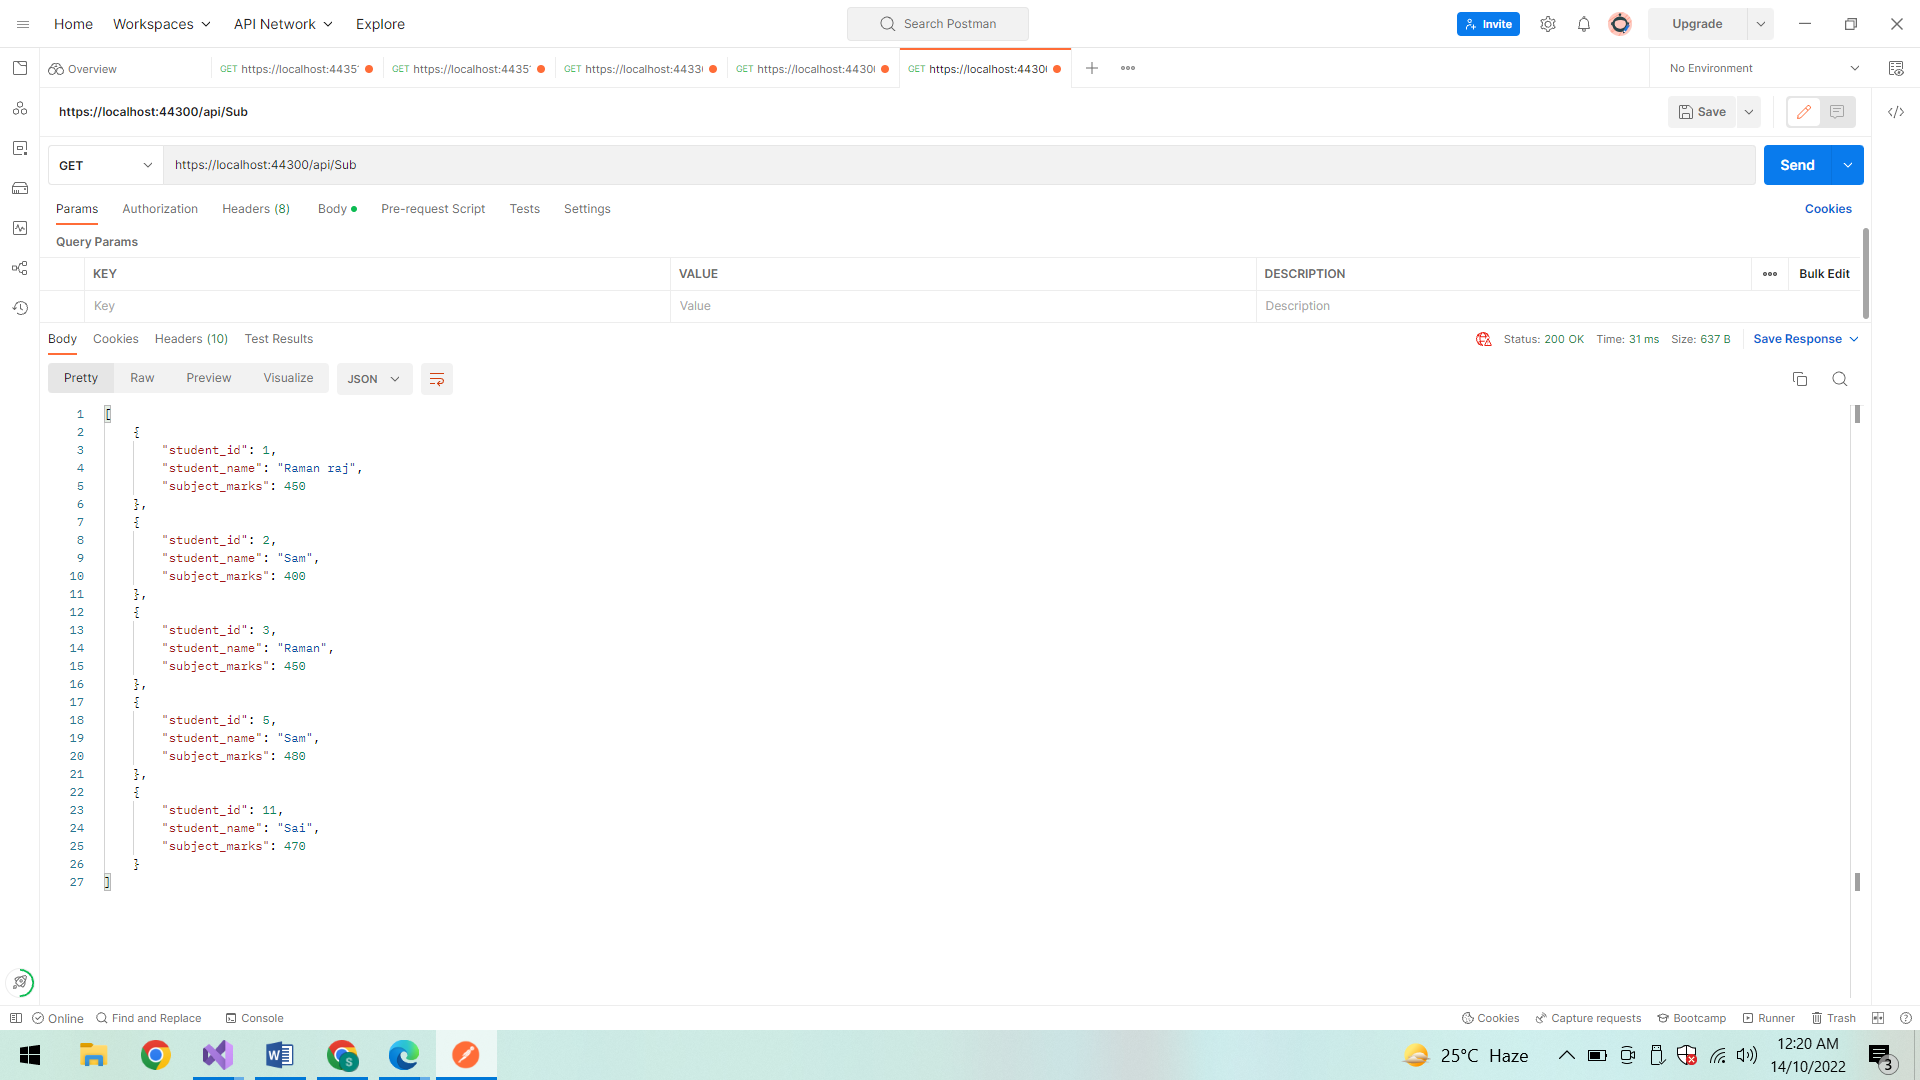 Home Workspaces API Network Explore Search Postman Invite Upgrade
Overview GET https://localhost:4435 GET https://localhost:4435 GET https://localhost:4433 GET https://localhost:4430 GET https://localhost:4430 No Environment
https://localhost:44300/api/Sub Save
GET https://localhost:44300/api/Sub Send
Params Authorization Headers (8) Body Pre-request Script Tests Settings Cookies
Query Params
KEY VALUE DESCRIPTION Bulk Edit
Key Value Description
Body Cookies Headers (10) Test Results Status: 200 OK Time: 31 ms Size: 637 B Save Response
Pretty Raw Preview Visualize JSON
1 [
2 {
3 "student_id": 1,
4 "student_name": "Raman raj",
5 "subject_marks": 450
6 },
7 {
8 "student_id": 2,
9 "student_name": "Sam",
10 "subject_marks": 400
11 },
12 {
13 "student_id": 3,
14 "student_name": "Raman",
15 "subject_marks": 450
16 },
17 {
18 "student_id": 5,
19 "student_name": "Sam",
20 "subject_marks": 480
21 },
22 {
23 "student_id": 11,
24 "student_name": "Sai",
25 "subject_marks": 470
26 }
27 ]
Online Find and Replace Console Cookies Capture requests Bootcamp Runner Trash
25°C Haze 12:20 AM
14/10/2022 3